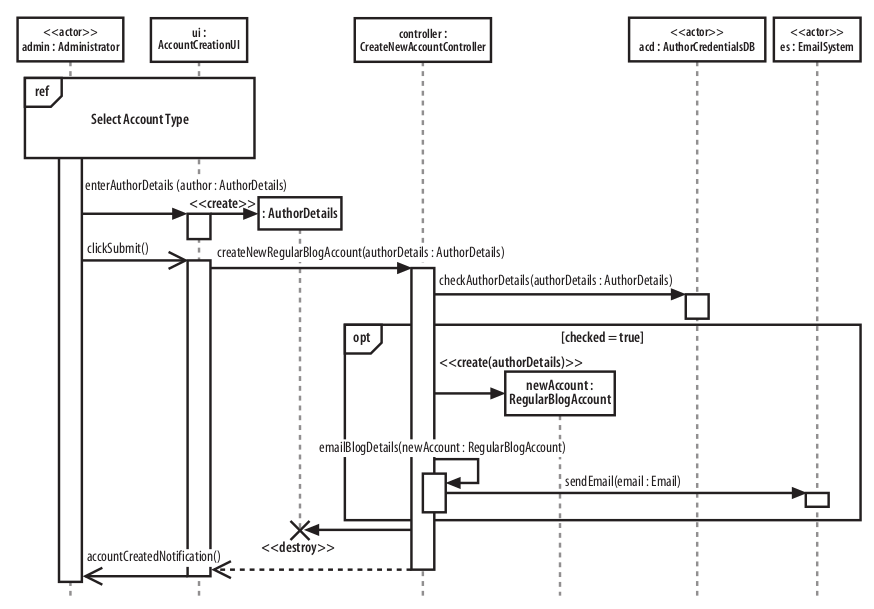 <<actor>>
admin : Administrator
ui :
AccountCreationUI
controller :
CreateNewAccountController
<<actor>>
acd : AuthorCredentialsDB
<<actor>>
es : EmailSystem
ref
Select Account Type
enterAuthorDetails (author : AuthorDetails)
<<create>>
: AuthorDetails
clickSubmit()
createNewRegularBlogAccount(authorDetails : AuthorDetails)
checkAuthorDetails(authorDetails : AuthorDetails)
opt
[checked = true]
<<create(authorDetails)>>
newAccount :
RegularBlogAccount
emailBlogDetails(newAccount : RegularBlogAccount)
sendEmail(email : Email)
<<destroy>>
accountCreatedNotification()